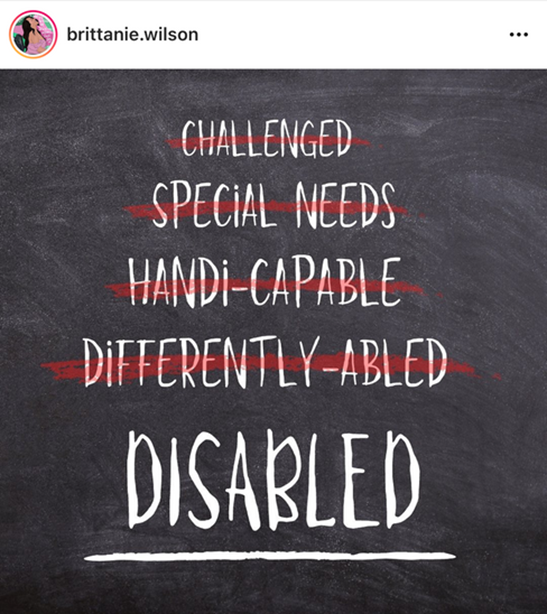 brittanie.wilson
CHALLENGED
SPECiAL NEEDS
HANDi-CAPABLE
DiFFERENTLY-ABLED
DISABLED